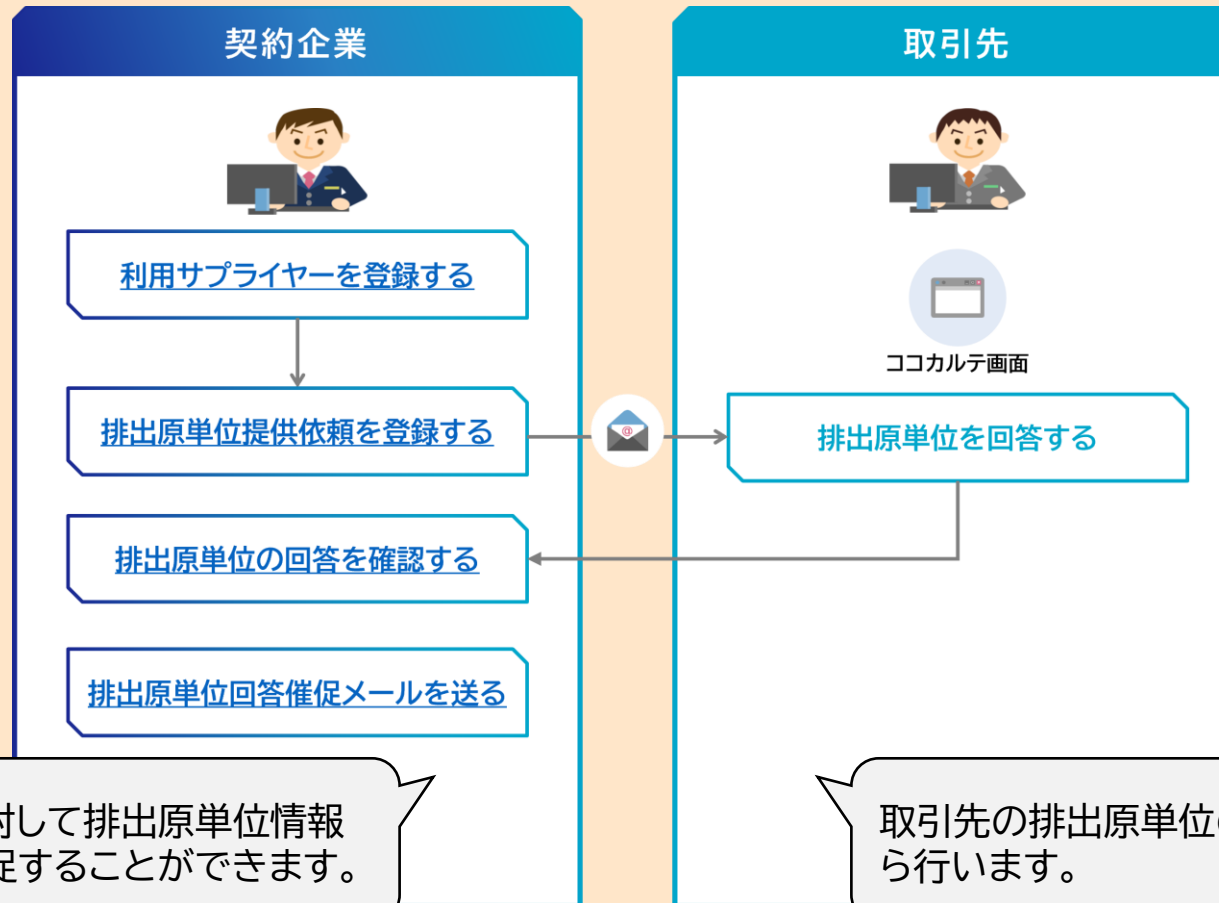 契約企業
利用サプライヤーを登録する
排出原単位提供依頼を登録する
排出原単位の回答を確認する
排出原単位回答催促メールを送る
対して排出原単位情報
促することができます。
取引先
ココカルテ画面
排出原単位を回答する
取引先の排出原単位
ら行います。